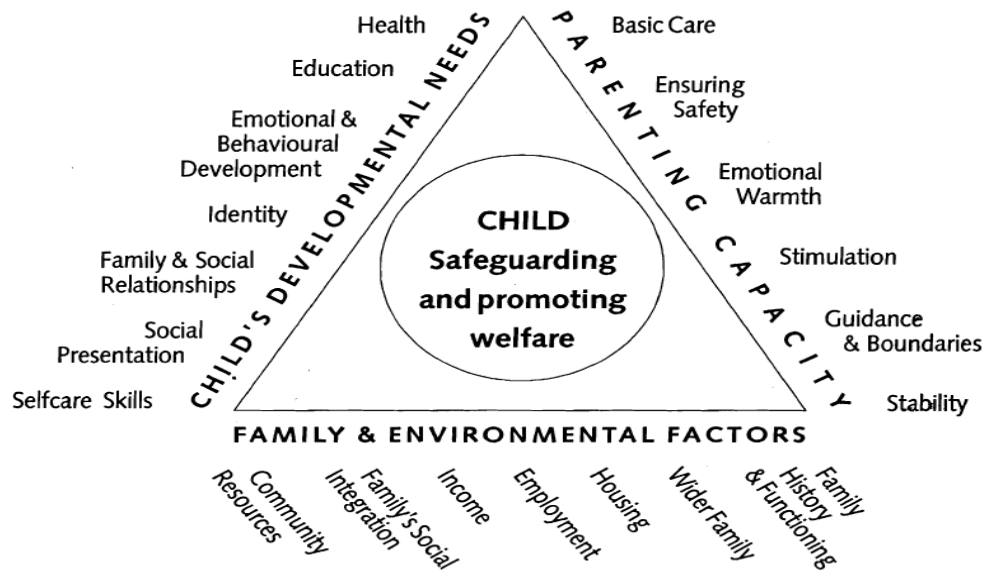 Health
Education
Emotional &
Behavioural
Development
Identity
Family & Social
Relationships
Social
Presentation
Selfcare Skills
CHILD'S DEVELOPMENTAL NEEDS
PARENTING CAPACITY
Basic Care
Ensuring
Safety
Emotional
Warmth
Stimulation
Guidance
& Boundaries
Stability
CHILD
Safeguarding
and promoting
welfare
FAMILY & ENVIRONMENTAL FACTORS
Community
Resources
Family's Social
Integration
Income
Employment
Housing
Wider Family
Family
History
& Functioning